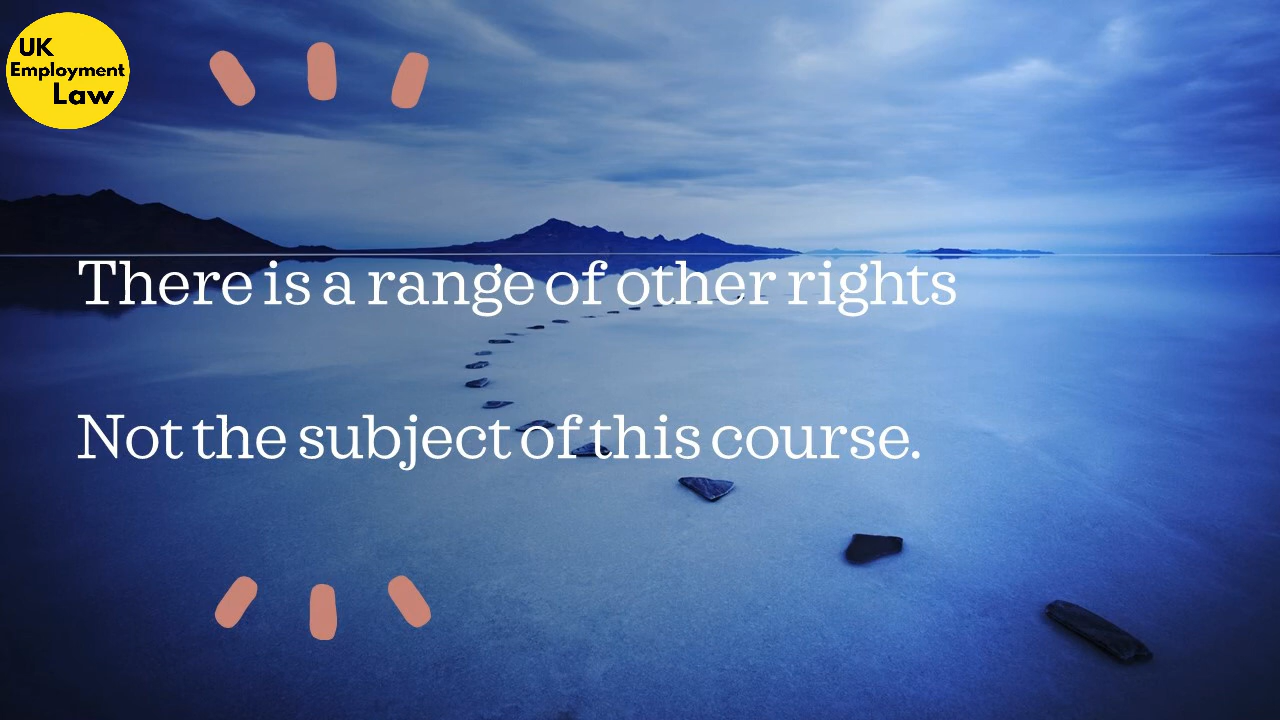 UK
Employment
Law
There is a range of other rights
Not the subject of this course.